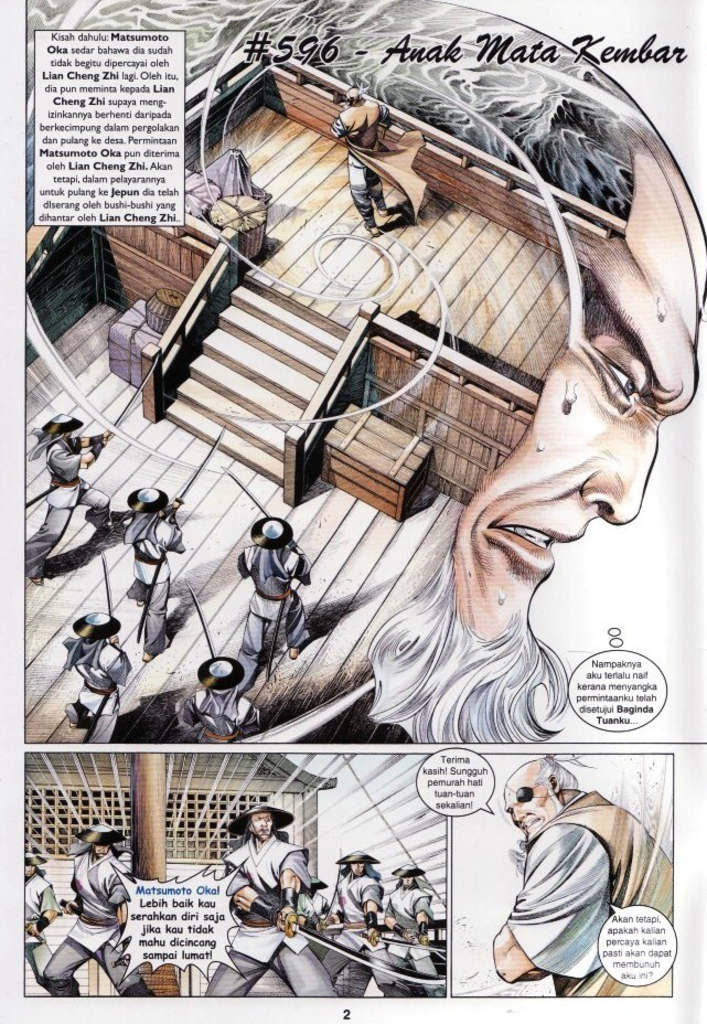 #596 - Anak Mata Kembar
Kisah dahulu: Matsumoto
Oka sedar bahawa dia sudah
tidak begitu dipercayai oleh
Lian Cheng Zhi lagi. Oleh itu,
dia pun meminta kepada Lian
Cheng Zhi supaya meng-
izinkannya berhenti daripada
berkecimpung dalam pergolakan
dan pulang ke desa. Permintaan
Matsumoto Oka pun diterima
oleh Lian Cheng Zhi. Akan
tetapi, dalam pelayarannya
untuk pulang ke Jepun dia telah
diserang oleh bushi-bushi yang
dihantar oleh Lian Cheng Zhi..
Nampaknya
aku terlalu naif
kerana menyangka
permintaanku telah
disetujui Baginda
Tuanku...
Matsumoto Oka!
Lebih baik kau
serahkan diri saja
jika kau tidak
mahu dicincang
sampai lumat!
Terima
kasih! Sungguh
pemurah hati
tuan-tuan
sekalian!
Akan tetapi,
apakah kalian
percaya kalian
pasti akan dapat
membunuh
aku ini?
2